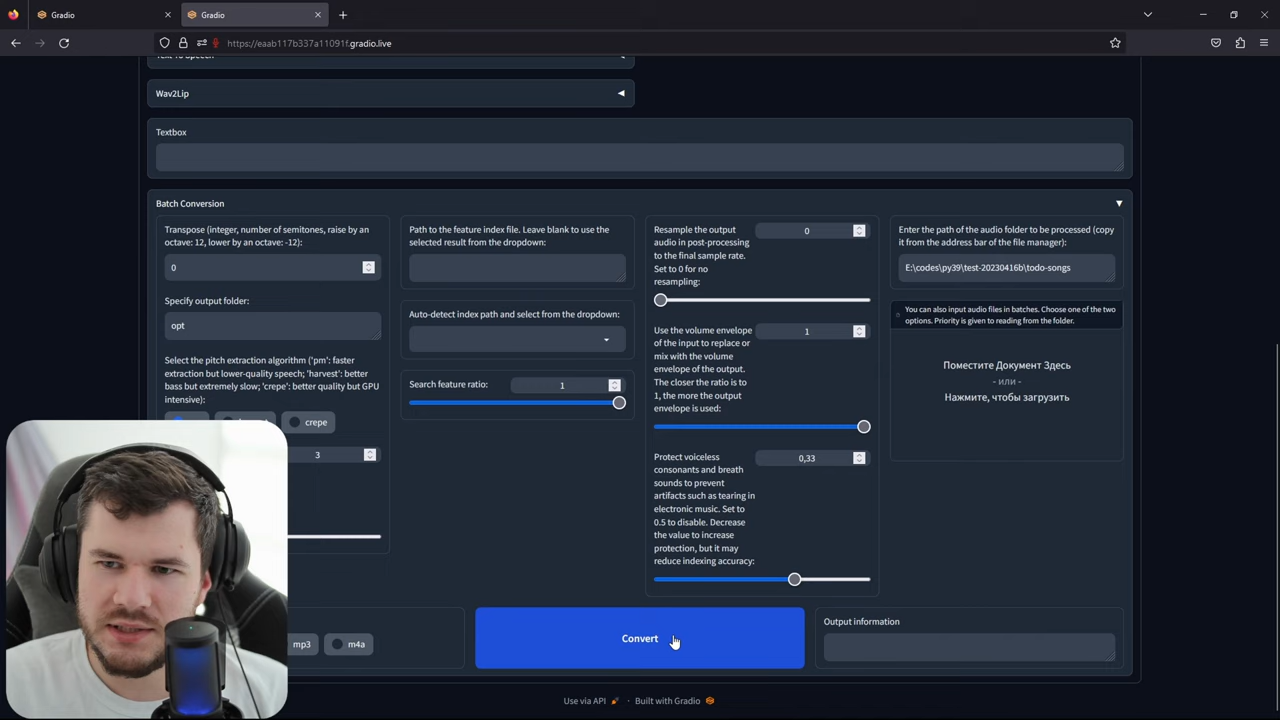 Gradio
Gradio
https://eaab117b337a11091f.gradio.live
Text To Speech
Wav2Lip
Textbox
Batch Conversion
Transpose (integer, number of semitones, raise by an
octave: 12, lower by an octave: -12):
0
Specify output folder:
opt
Select the pitch extraction algorithm ('pm': faster
extraction but lower-quality speech; 'harvest': better
bass but extremely slow; 'crepe': better quality but GPU
intensive):
crepe
3
mp3
m4a
Path to the feature index file. Leave blank to use the
selected result from the dropdown:
Auto-detect index path and select from the dropdown:
Search feature ratio:
1
Resample the output
audio in post-processing
to the final sample rate.
Set to 0 for no
resampling:
0
Use the volume envelope
of the input to replace or
mix with the volume
envelope of the output.
The closer the ratio is to
1, the more the output
envelope is used:
1
Protect voiceless
consonants and breath
sounds to prevent
artifacts such as tearing in
electronic music. Set to
0.5 to disable. Decrease
the value to increase
protection, but it may
reduce indexing accuracy:
0,33
Enter the path of the audio folder to be processed (copy
it from the address bar of the file manager):
E:\codes\py39\test-20230416b\todo-songs
You can also input audio files in batches. Choose one of the two
options. Priority is given to reading from the folder.
Поместите Документ Здесь
- или -
Нажмите, чтобы загрузить
Convert
Output information
Use via API
Built with Gradio